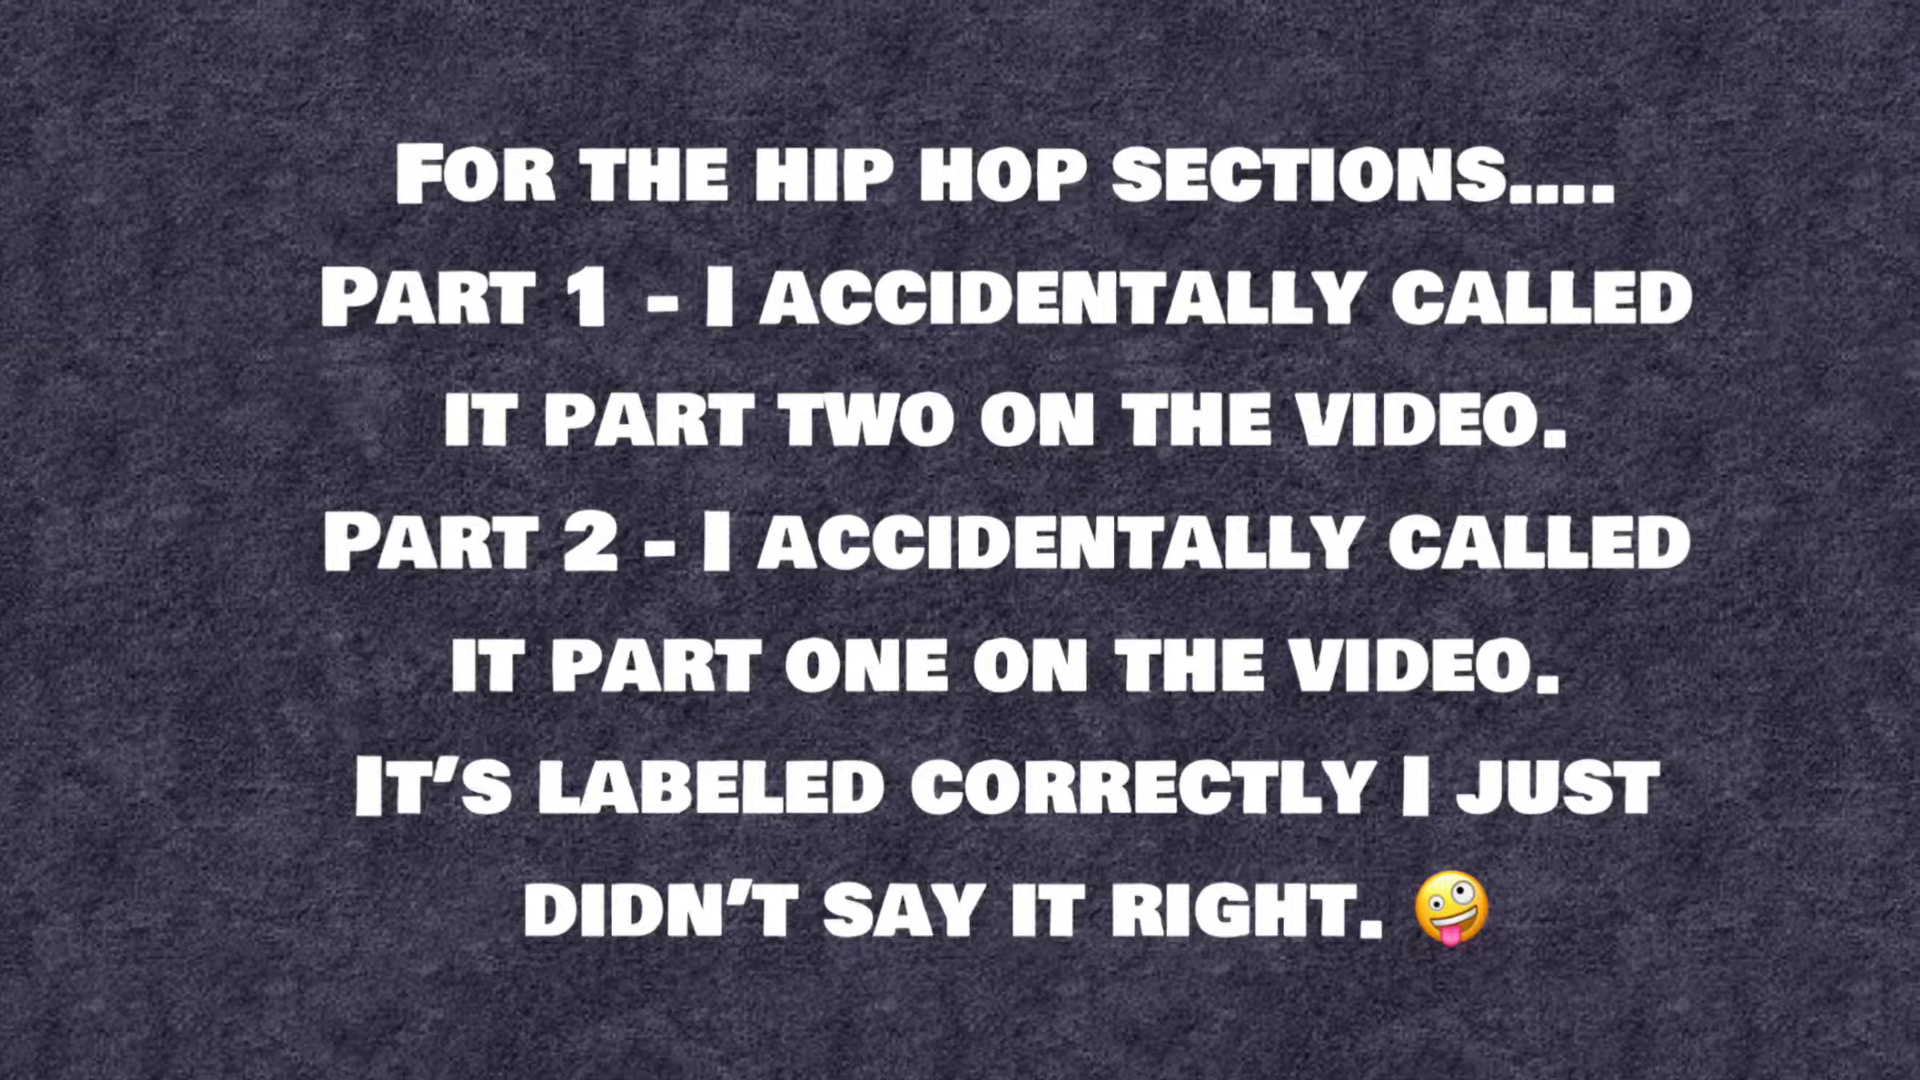 For the hip hop sections....
Part 1 - I accidentally called
it part two on the video.
Part 2 - I accidentally called
it part one on the video.
It’s labeled correctly I just
didn’t say it right. 🤪